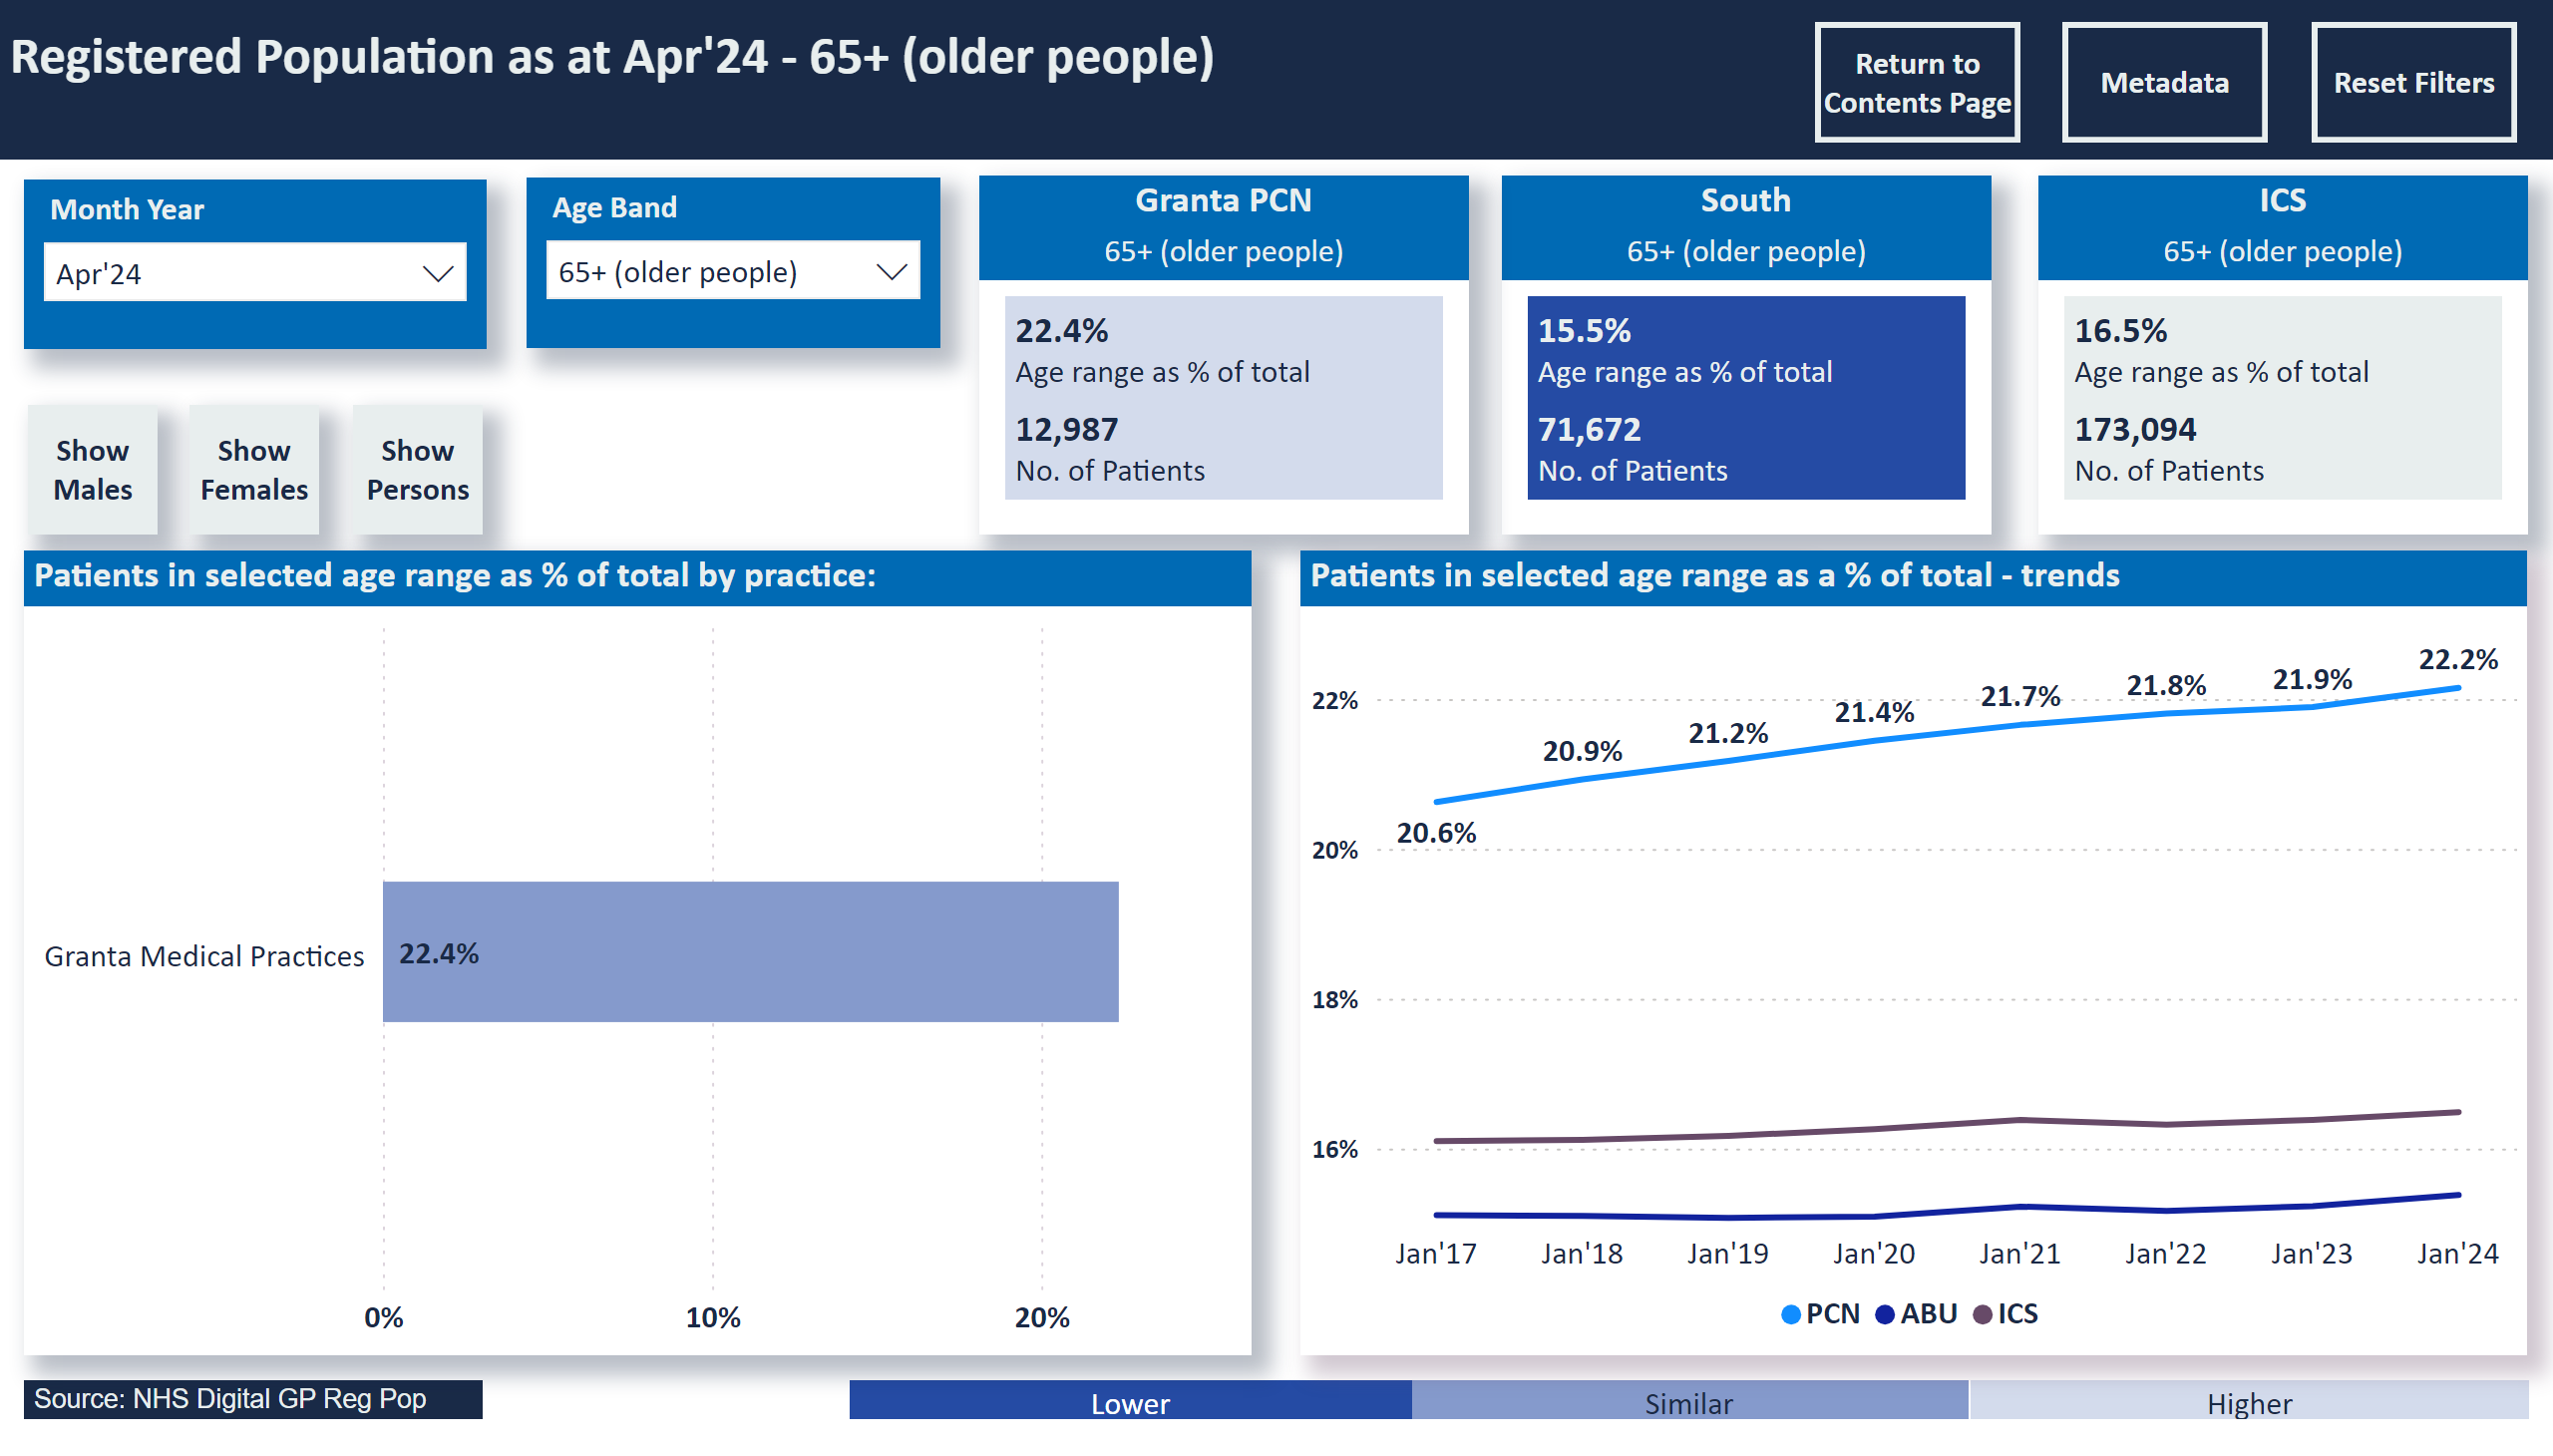 Registered Population as at Apr'24 - 65+ (older people)
Return to
Contents Page
Metadata
Reset Filters
Month Year
Apr'24
Age Band
65+ (older people)
Granta PCN
65+ (older people)
22.4%
Age range as % of total
12,987
No. of Patients
South
65+ (older people)
15.5%
Age range as % of total
71,672
No. of Patients
ICS
65+ (older people)
16.5%
Age range as % of total
173,094
No. of Patients
Show
Males
Show
Females
Show
Persons
Patients in selected age range as % of total by practice:
Granta Medical Practices
22.4%
0%
10%
20%
Patients in selected age range as a % of total - trends
22%
20%
18%
16%
20.6%
20.9%
21.2%
21.4%
21.7%
21.8%
21.9%
22.2%
Jan'17
Jan'18
Jan'19
Jan'20
Jan'21
Jan'22
Jan'23
Jan'24
PCN
ABU
ICS
Source: NHS Digital GP Reg Pop
Lower
Similar
Higher